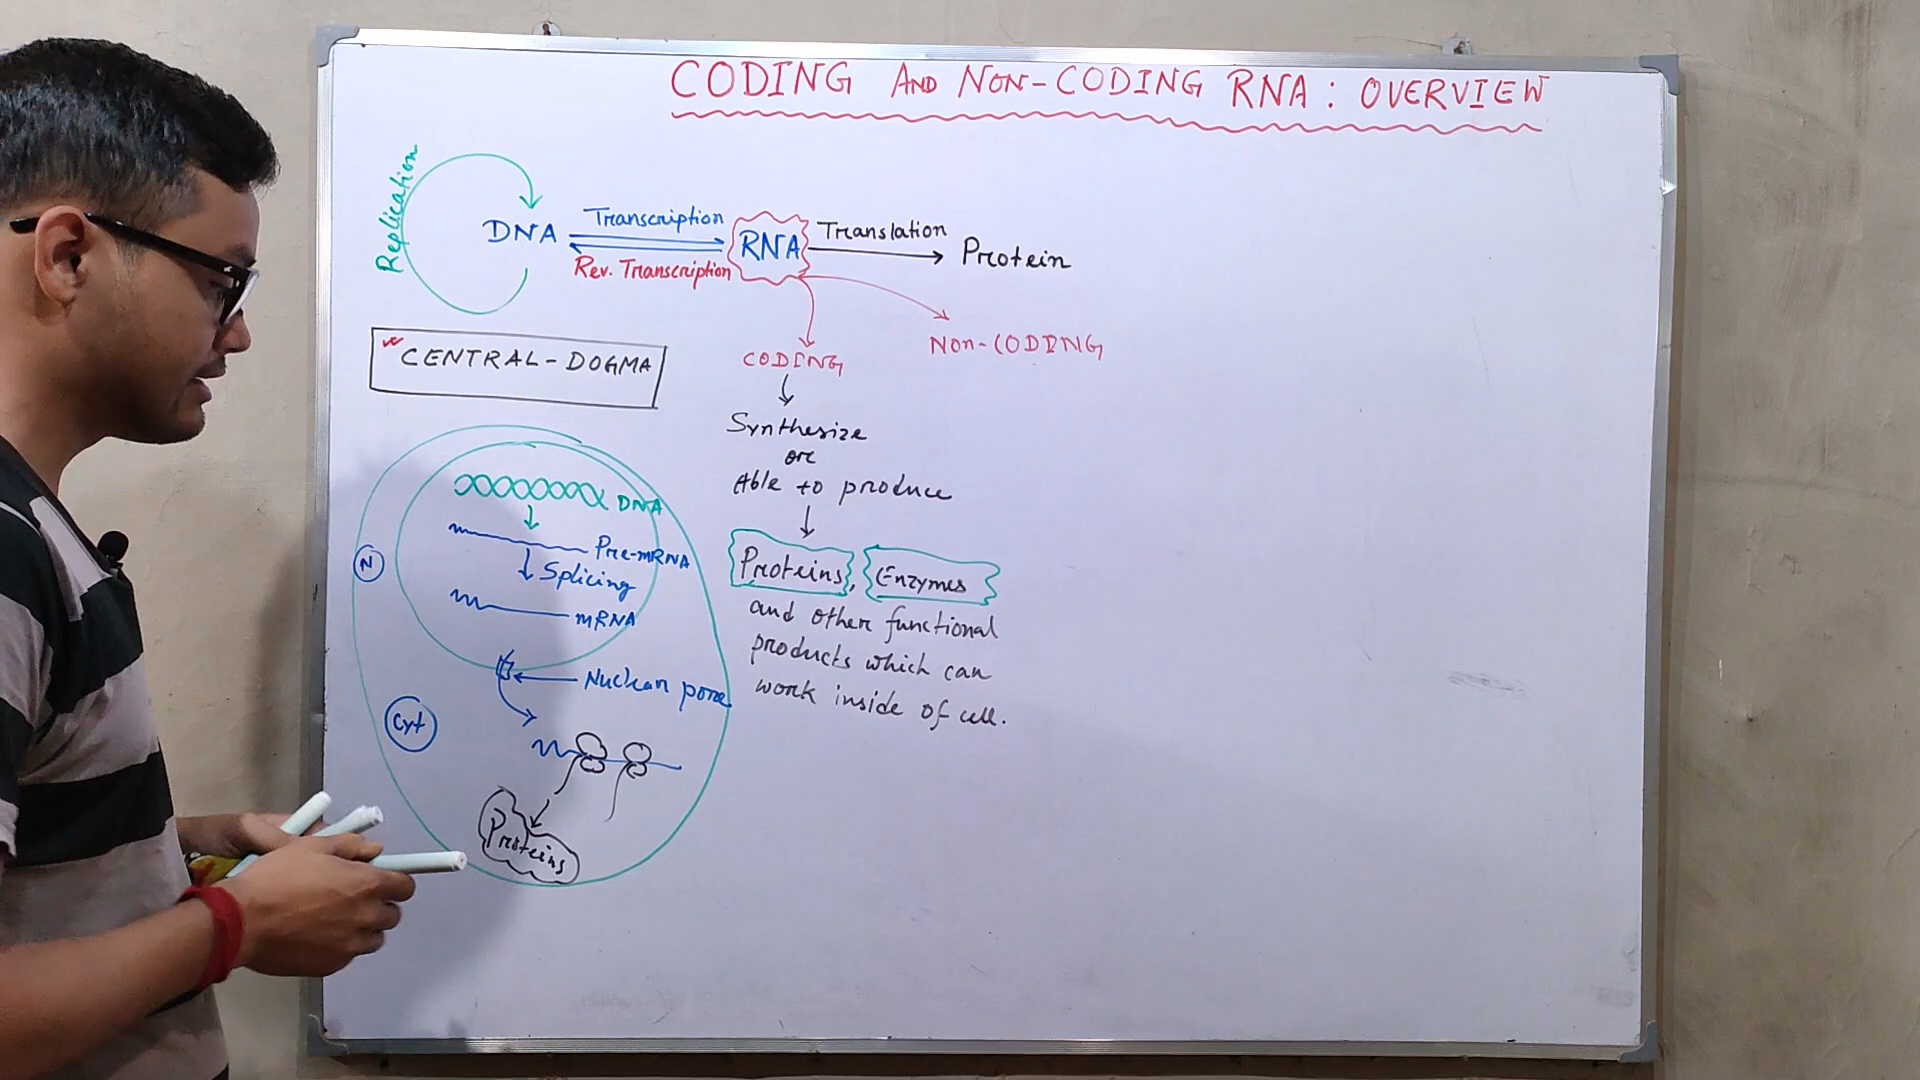 CODING AND NON-CODING RNA : OVERVIEW
Replication
DNA
Transcription
Rev. Transcription
RNA
Translation
Protein
CENTRAL-DOGMA
CODING
NON-CODING
Synthesize
or
Able to produce
Proteins, Enzymes
and other functional
products which can
work inside of cell.
DNA
Pre-mRNA
Splicing
mRNA
N
Nuclear pore
Cyt
Proteins